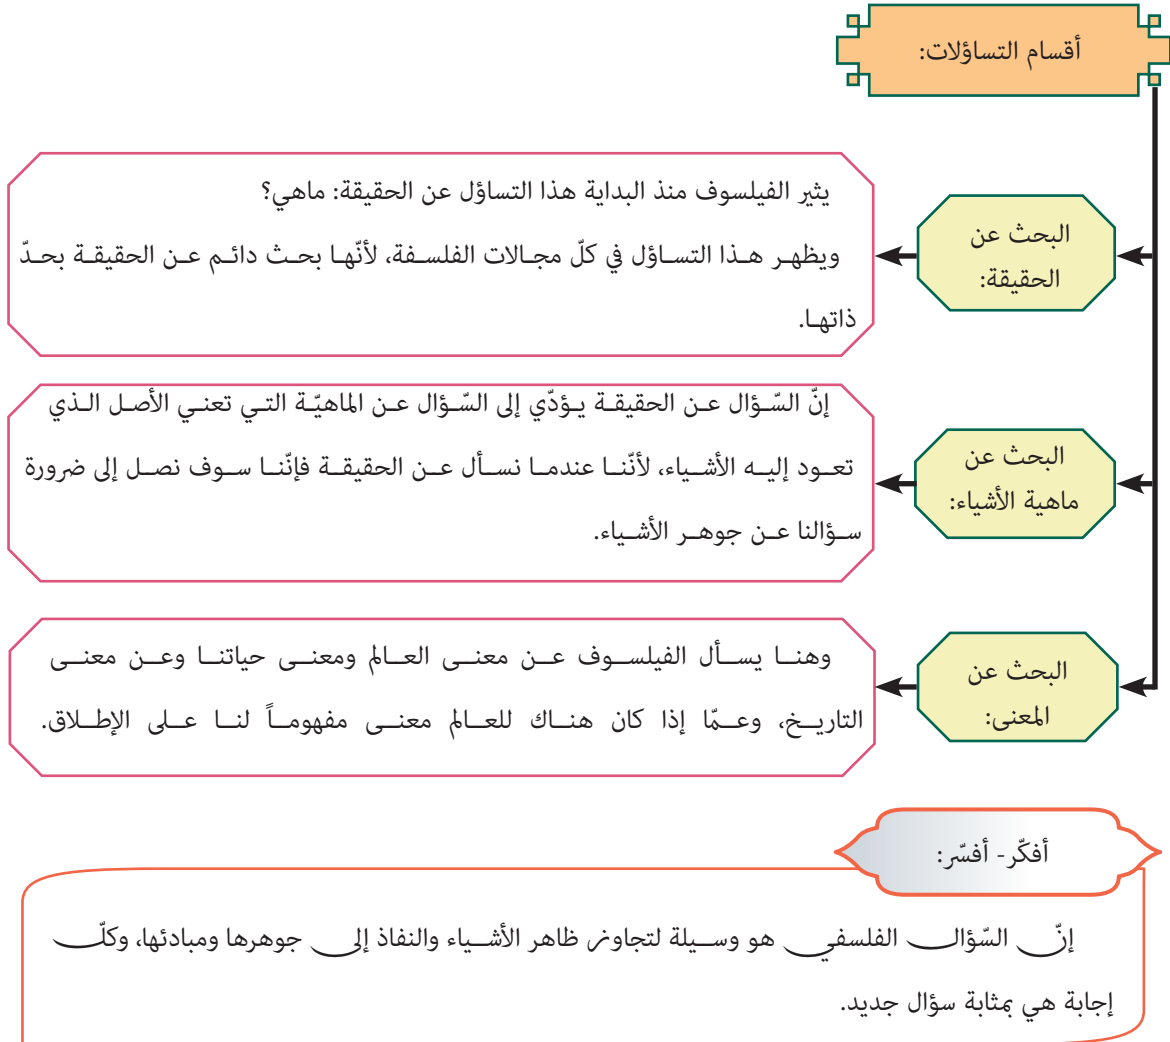 أقسام التساؤلات:
البحث عن
الحقيقة:
يثير الفيلسوف منذ البداية هذا التساؤل عن الحقيقة: ماهي؟
ويظهر هذا التساؤل في كلّ مجالات الفلسفة، لأنّها بحث دائم عن الحقيقة بحدّ
ذاتها.
البحث عن
ماهية الأشياء:
إنّ السّؤال عن الحقيقة يؤدّي إلى السّؤال عن الماهيّة التي تعني الأصل الذي
تعود إليه الأشياء، لأنّنا عندما نسأل عن الحقيقة فإنّنا سوف نصل إلى ضرورة
سؤالنا عن جوهر الأشياء.
البحث عن
المعنى:
وهنا يسأل الفيلسوف عن معنى العالم ومعنى حياتنا وعن معنى
التاريخ، وعمّا إذا كان هناك للعالم معنى مفهوماً لنا على الإطلاق.
أفكّر - أفسّر:
إنّ السّؤال الفلسفي هو وسيلة لتجاوز ظاهر الأشياء والنفاذ إلى جوهرها ومبادئها، وكلّ
إجابة هي بمثابة سؤال جديد.